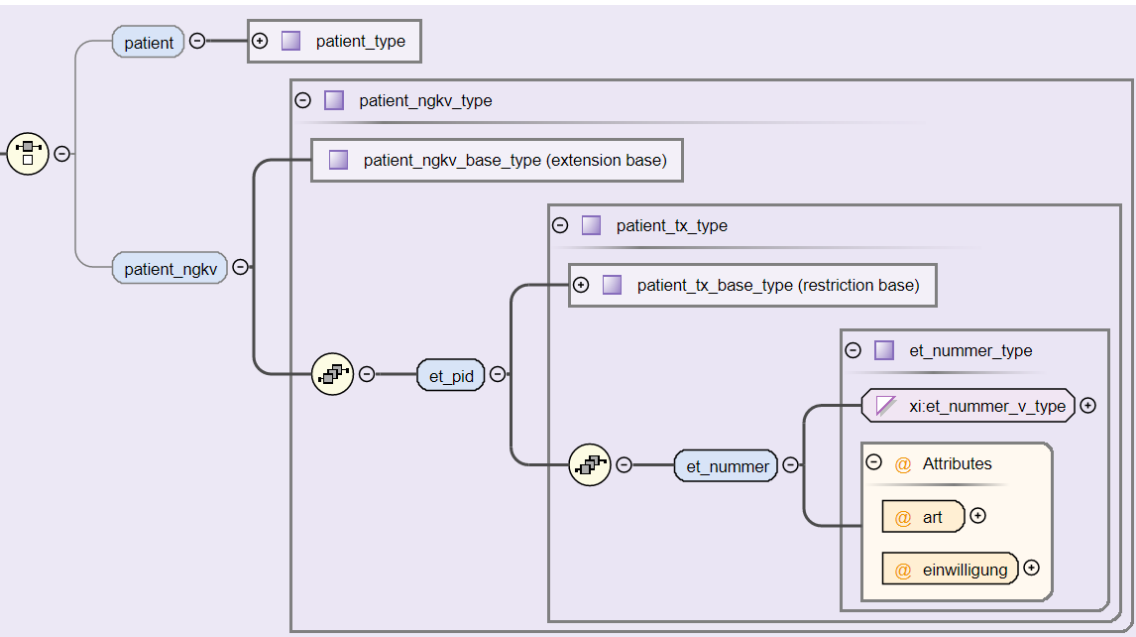 patient
patient_type
patient_ngkv_type
patient_ngkv_base_type (extension base)
patient_tx_type
patient_ngkv
patient_tx_base_type (restriction base)
et_nummer_type
et_pid
xi:et_nummer_v_type
et_nummer
@ Attributes
@ art
@ einwilligung